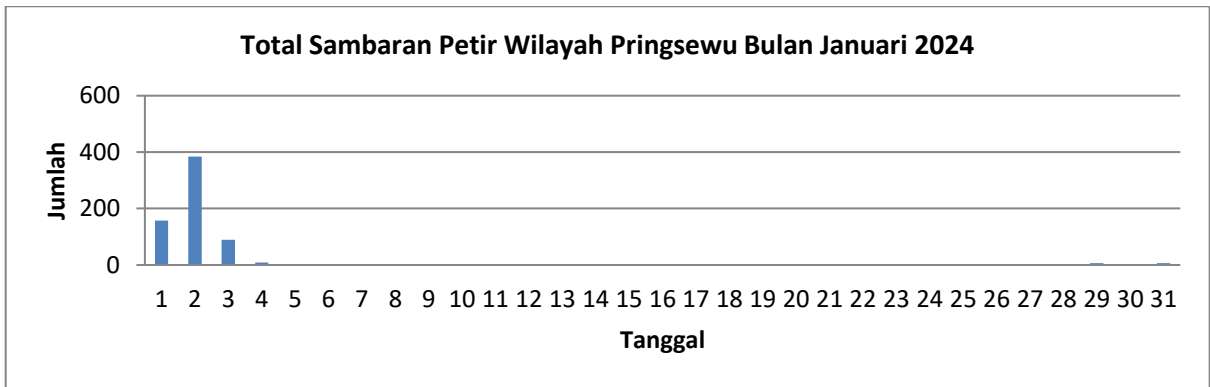 Total Sambaran Petir Wilayah Pringsewu Bulan Januari 2024
600
400
200
0
Jumlah
1 2 3 4 5 6 7 8 9 10 11 12 13 14 15 16 17 18 19 20 21 22 23 24 25 26 27 28 29 30 31
Tanggal